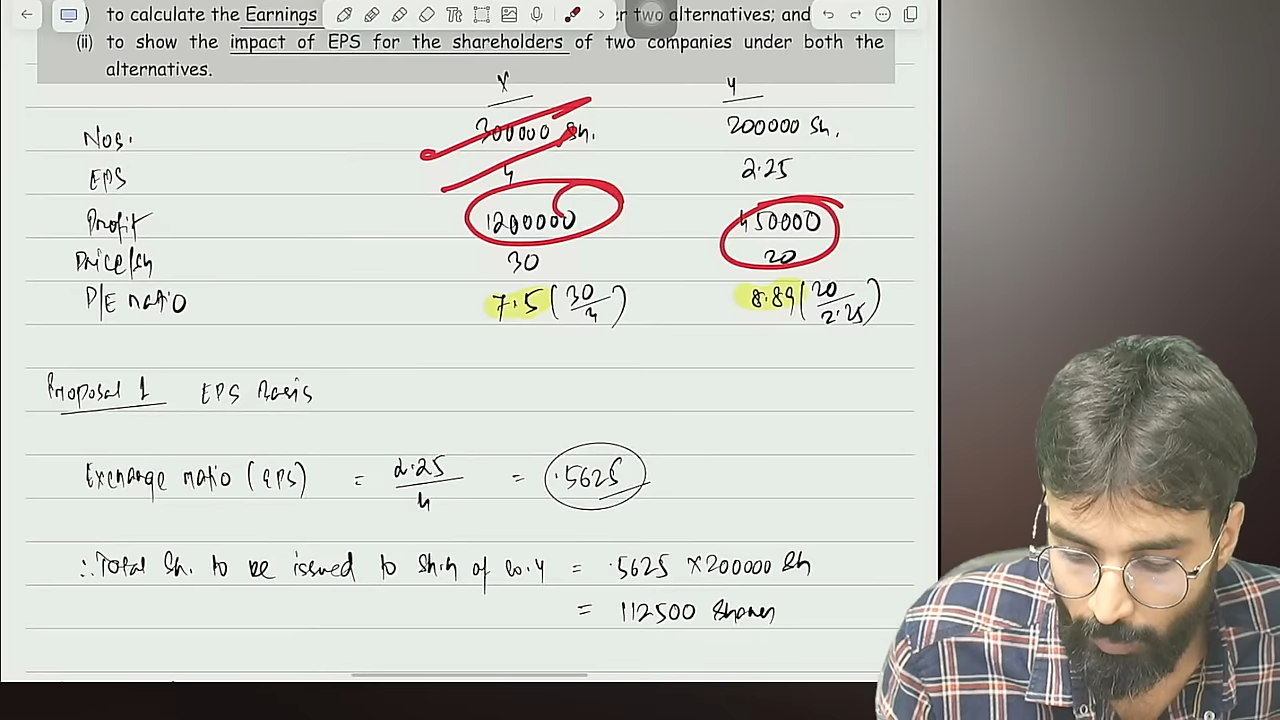 to calculate the Earnings r two alternatives; and
(ii) to show the impact of EPS for the shareholders of two companies under both the
alternatives.
X Y
Nos. 300000 Sh. 200000 Sh.
EPS 4 2.25
Profit 1200000 450000
Price/sh 30 20
P/E ratio 7.5 (30/4) 8.89 (20/2.25)
Proposal 1 EPS Basis
Exchange ratio (EPS) = 2.25/4 = .5625
∴ Total Sh. to be issued to Sh.h of co. Y = .5625 × 200000 Sh
= 112500 Shares